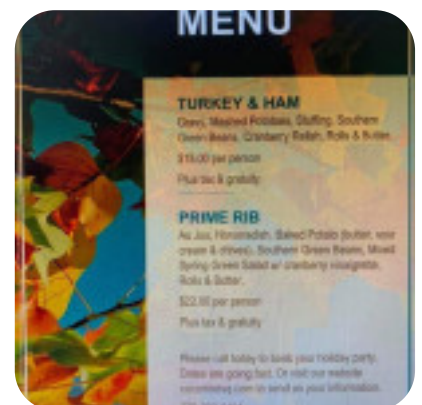 MENU
TURKEY & HAM
Gravy, Mashed Potatoes, Stuffing, Southern
Green Beans, Cranberry Relish, Rolls & Butter
$19.00 per person
Plus tax & gratuity
PRIME RIB
Au Jus, Horseradish, Baked Potato (butter, sour
cream & chives), Southern Green Beans, Mixed
Spring Green Salad w/ cranberry vinaigrette,
Rolls & Butter,
per person
Plus tax & gratuity
Please call today to book your holiday party.
Dates are going fast. Or visit our website
to send us your information.